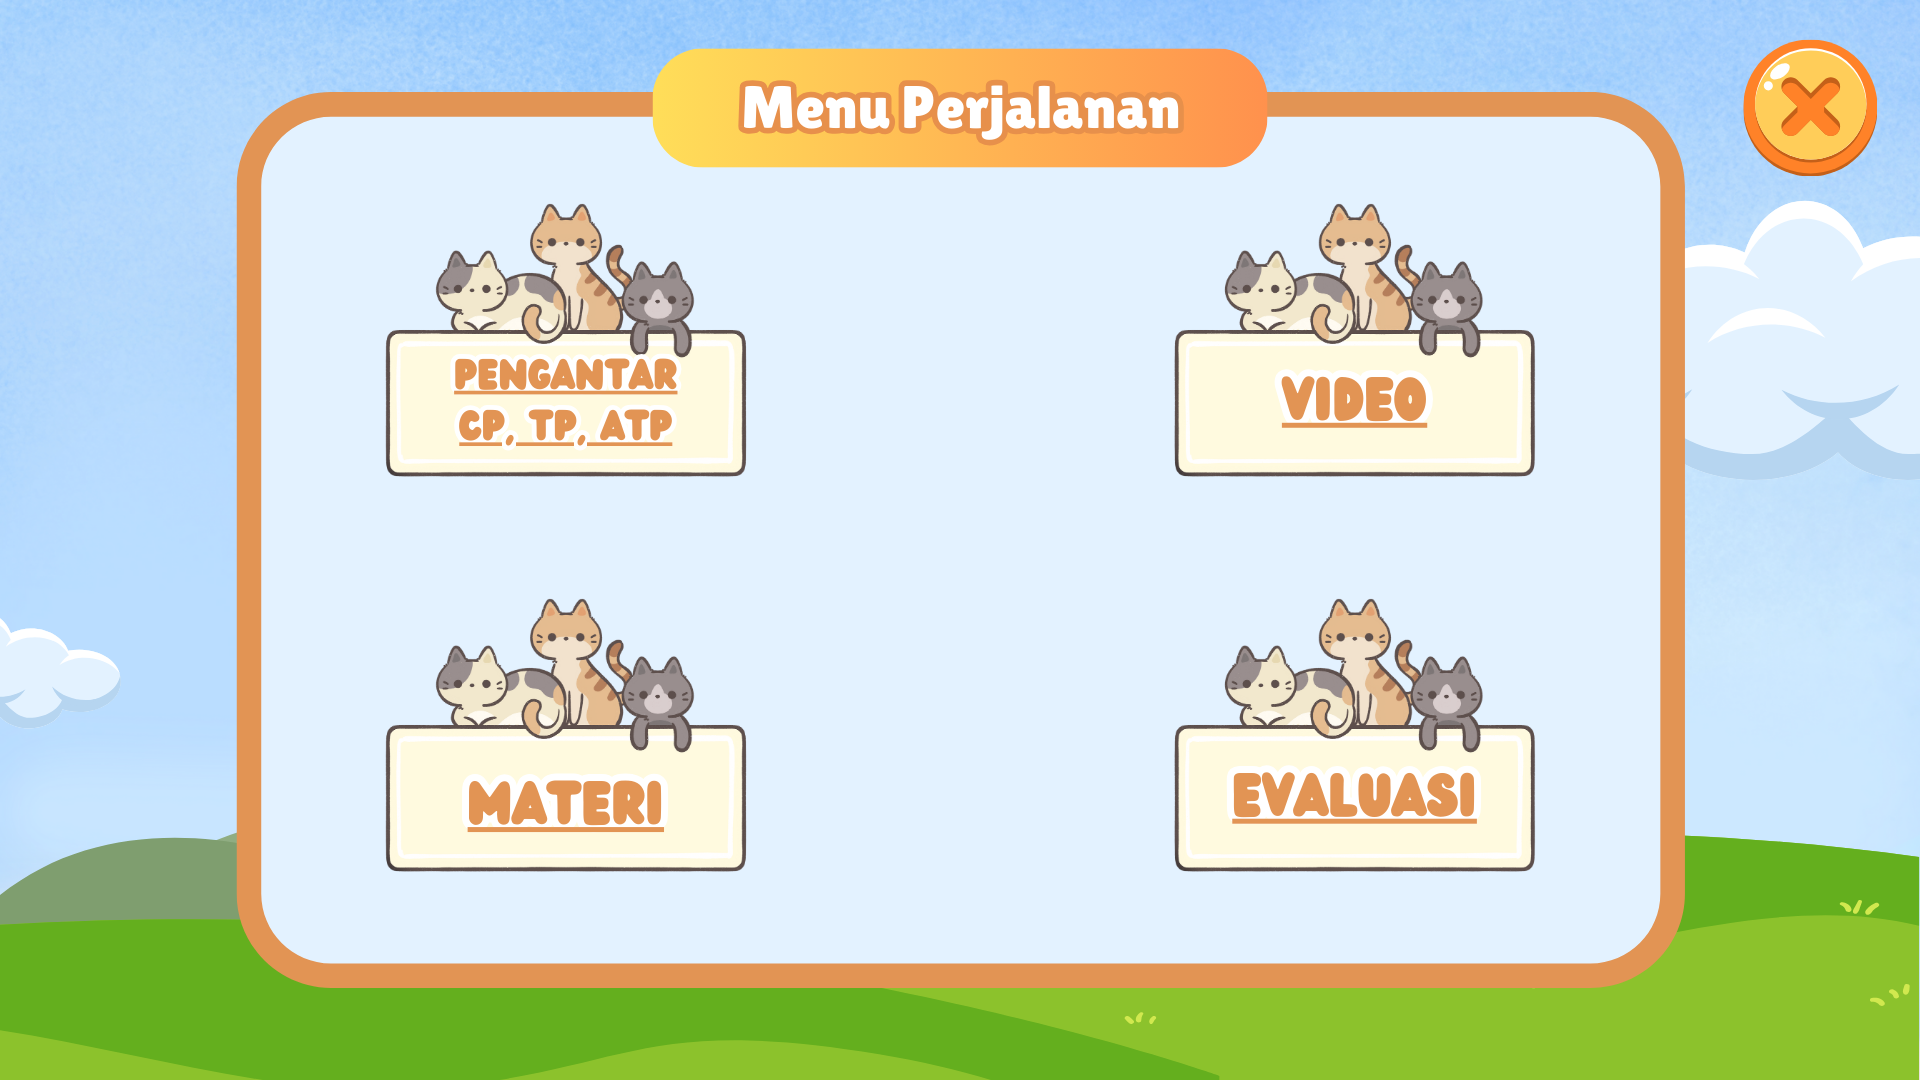 Menu Perjalanan
PENGANTAR
CP, TP, ATP
VIDEO
MATERI
EVALUASI